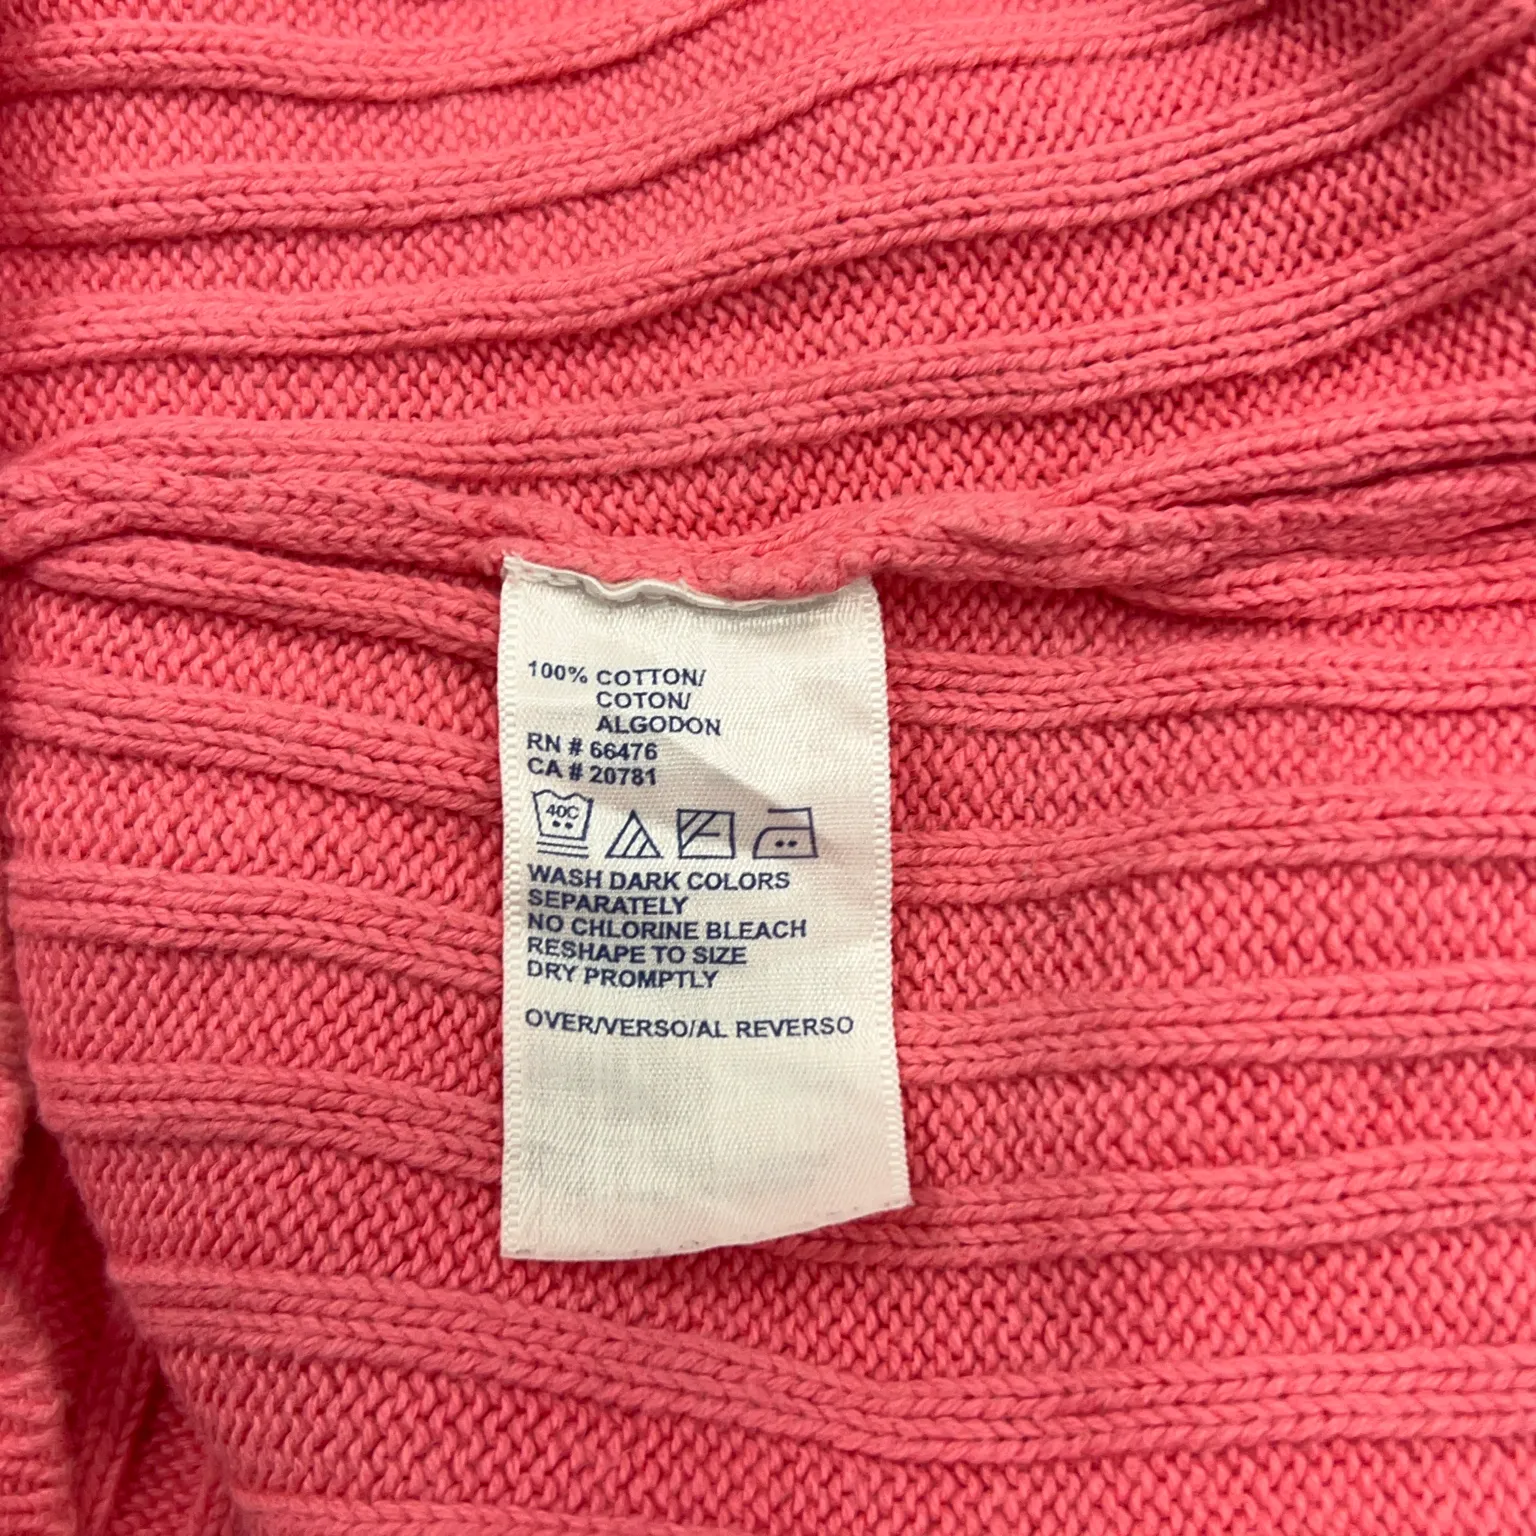 100% COTTON/
COTON/
ALGODON
RN # 66476
CA # 20781
40C
WASH DARK COLORS
SEPARATELY
NO CHLORINE BLEACH
RESHAPE TO SIZE
DRY PROMPTLY
OVER/VERSO/AL REVERSO